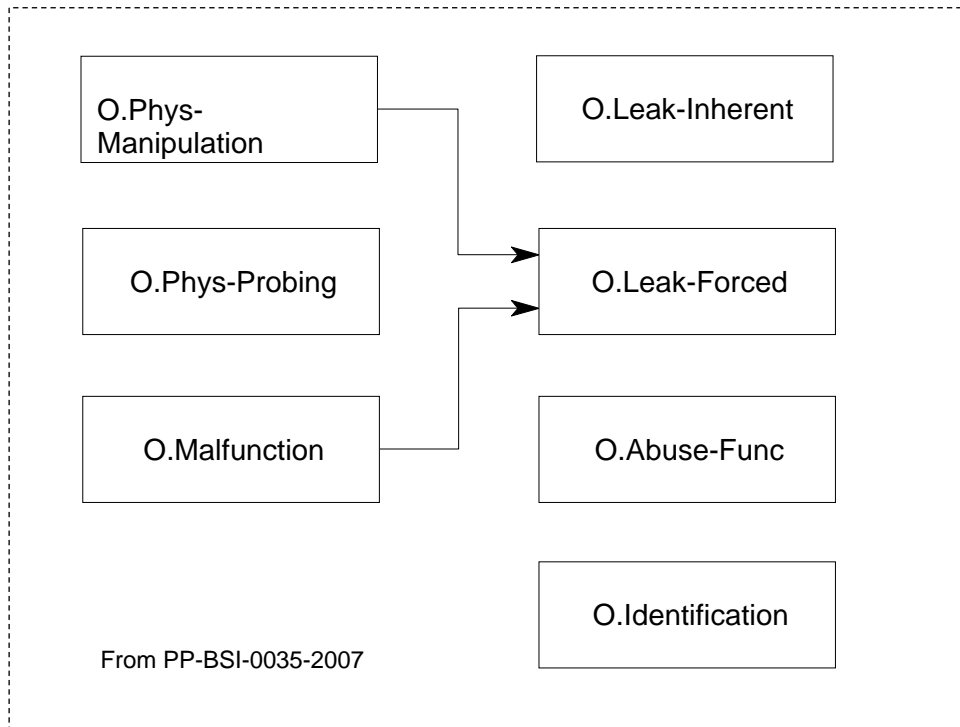 O.Phys-
Manipulation
O.Leak-Inherent
O.Phys-Probing
O.Leak-Forced
O.Malfunction
O.Abuse-Func
O.Identification
From PP-BSI-0035-2007